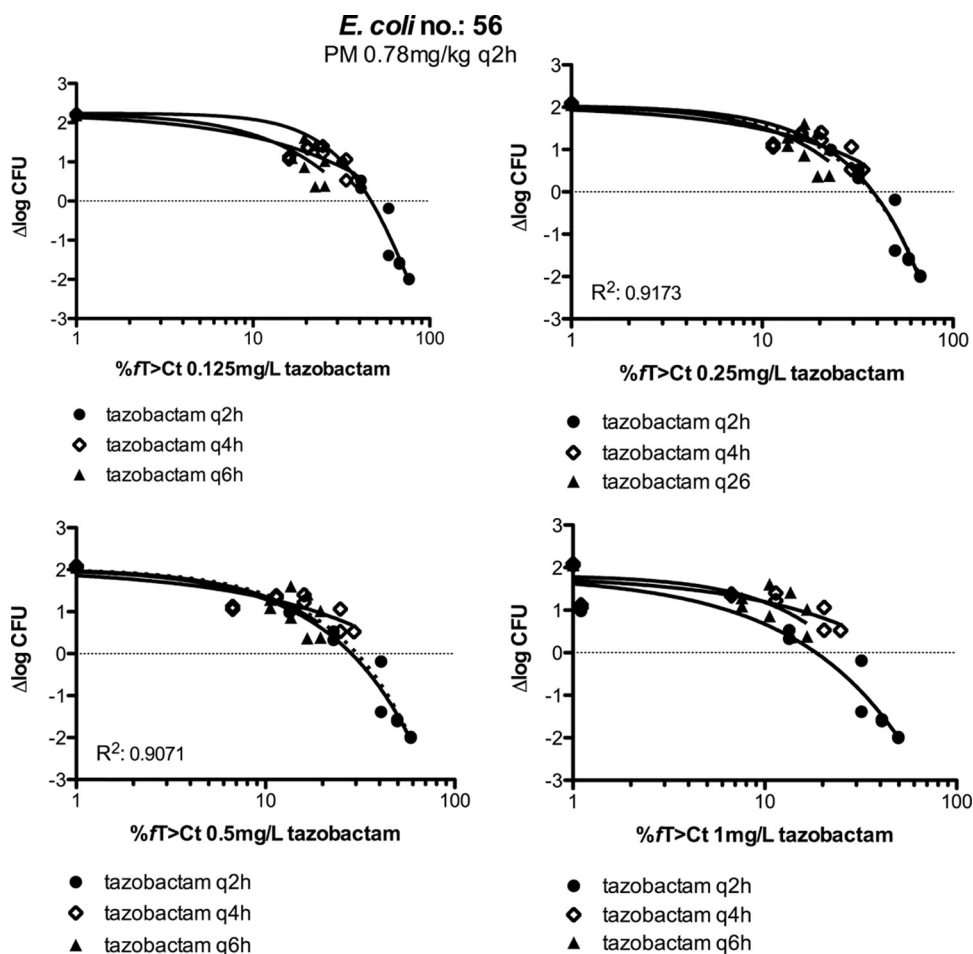 E. coli no.: 56
PM 0.78mg/kg q2h
3
2
1
0
-1
-2
-3
1
10
100
Δlog CFU
%fT>Ct 0.125mg/L tazobactam
tazobactam q2h
tazobactam q4h
tazobactam q6h
3
2
1
0
-1
-2
-3
1
10
100
Δlog CFU
R2: 0.9173
%fT>Ct 0.25mg/L tazobactam
tazobactam q2h
tazobactam q4h
tazobactam q26
3
2
1
0
-1
-2
-3
1
10
100
Δlog CFU
R2: 0.9071
%fT>Ct 0.5mg/L tazobactam
tazobactam q2h
tazobactam q4h
tazobactam q6h
3
2
1
0
-1
-2
-3
1
10
100
Δlog CFU
%fT>Ct 1mg/L tazobactam
tazobactam q2h
tazobactam q4h
tazobactam q6h